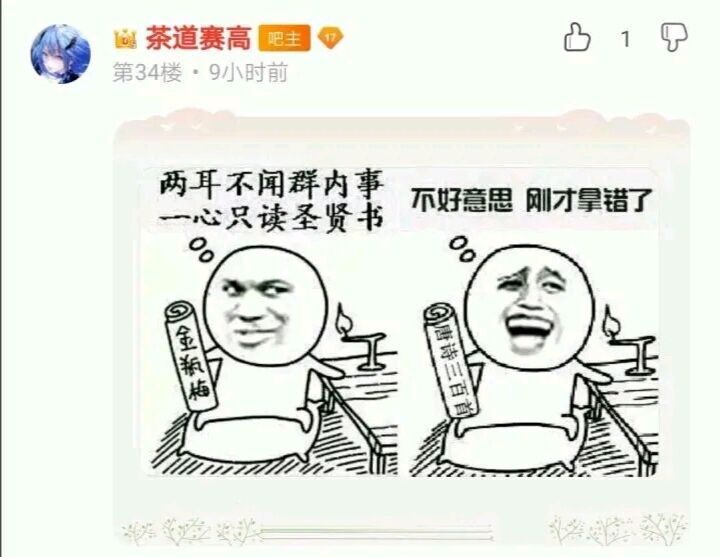 茶道赛高 吧主 17
1
第34楼 • 9小时前
两耳不闻群内事
一心只读圣贤书
金瓶梅
不好意思 刚才拿错了
唐诗三百首